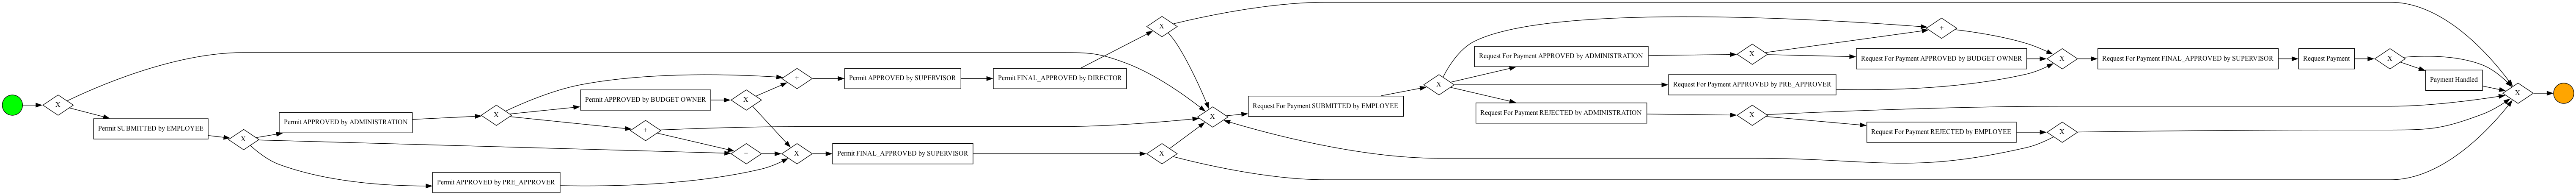 X
Permit SUBMITTED by EMPLOYEE
X
Permit APPROVED by ADMINISTRATION
Permit APPROVED by PRE_APPROVER
X
Permit APPROVED by BUDGET OWNER
+
X
+
+
X
Permit APPROVED by SUPERVISOR
Permit FINAL_APPROVED by SUPERVISOR
Permit FINAL_APPROVED by DIRECTOR
X
X
X
Request For Payment SUBMITTED by EMPLOYEE
X
Request For Payment APPROVED by ADMINISTRATION
Request For Payment APPROVED by PRE_APPROVER
Request For Payment REJECTED by ADMINISTRATION
X
X
+
Request For Payment APPROVED by BUDGET OWNER
Request For Payment REJECTED by EMPLOYEE
X
X
Request For Payment FINAL_APPROVED by SUPERVISOR
Request Payment
X
Payment Handled
X